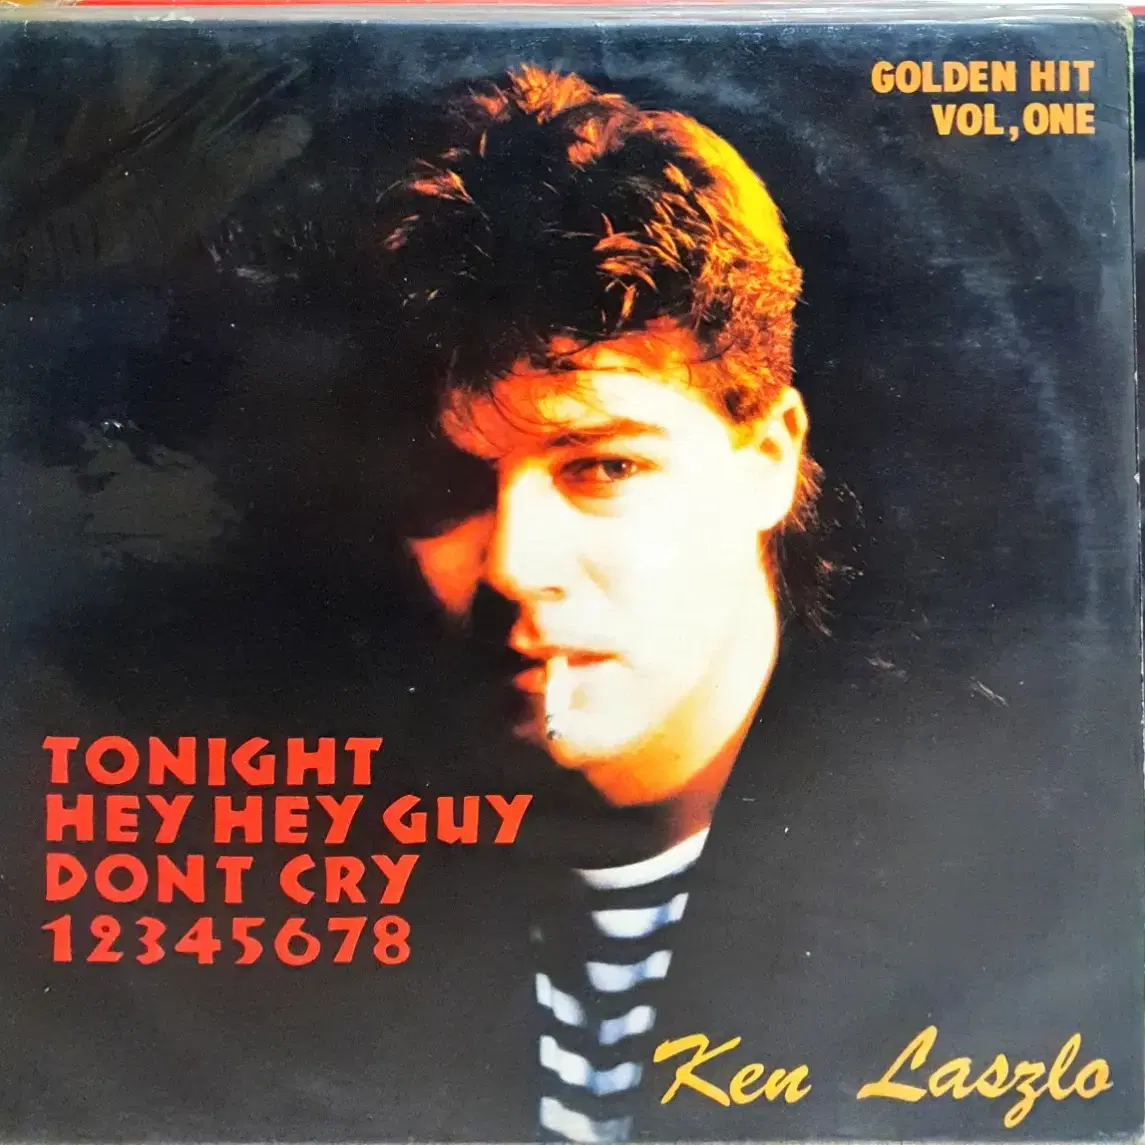 GOLDEN HIT
VOL, ONE
TONIGHT
HEY HEY GUY
DONT CRY
12345678
Ken Laszlo